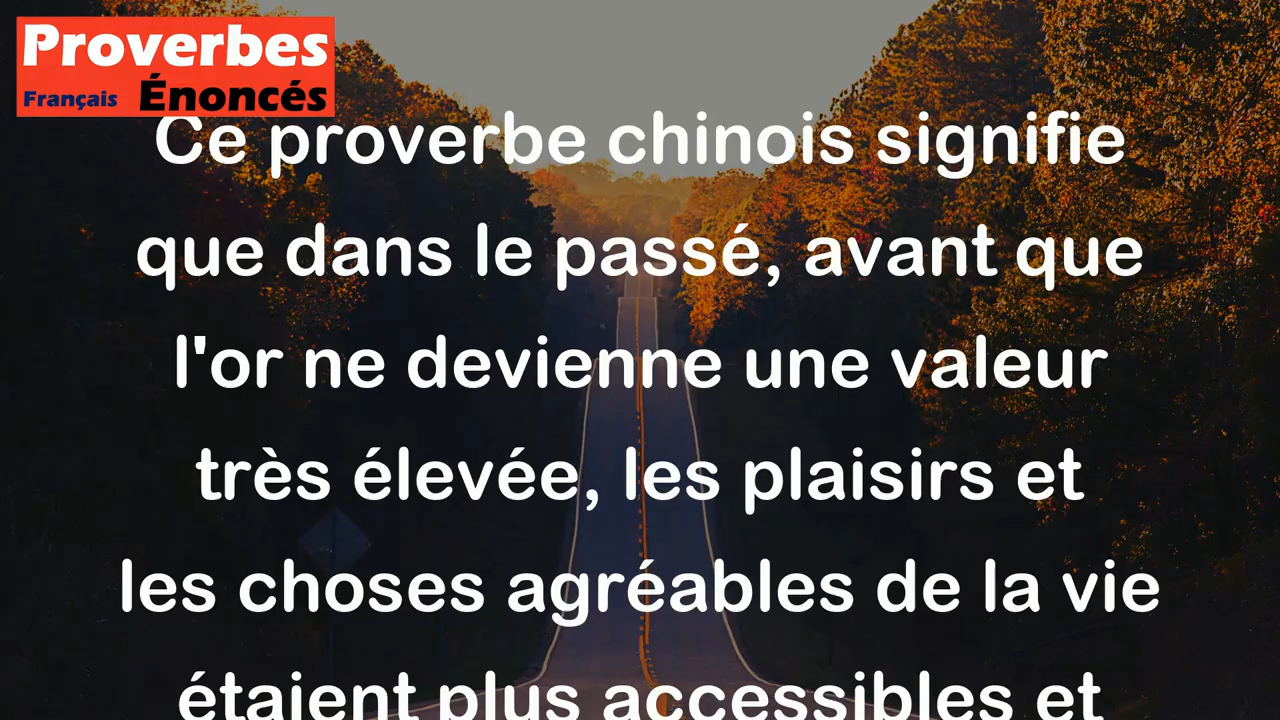 Proverbes
Français Énoncés
Ce proverbe chinois signifie
que dans le passé, avant que
l'or ne devienne une valeur
très élevée, les plaisirs et
les choses agréables de la vie
étaient plus accessibles et